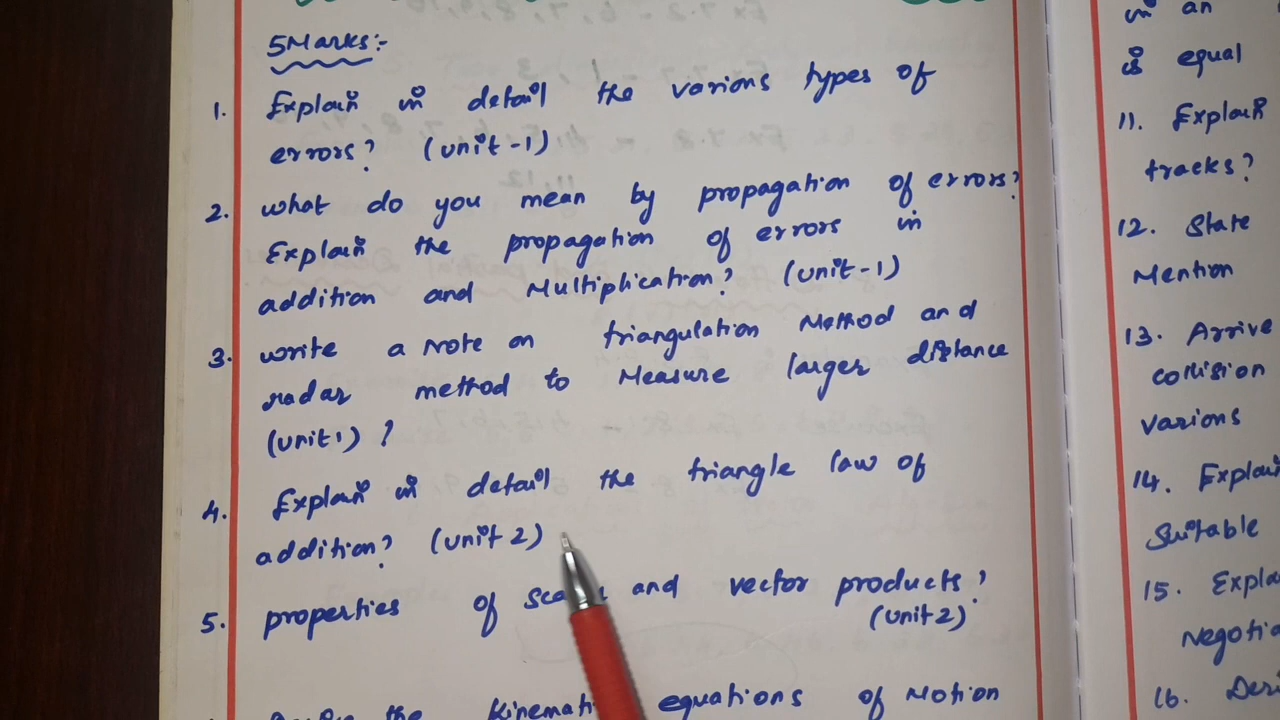 5Marks:-
1. Explain in detail the various types of
errors? (unit-1)
2. what do you mean by propagation of errors?
Explain the propagation of errors in
addition and Multiplication? (unit-1)
3. write a note on triangulation Method and
radar method to Measure larger distance
(unit1) ?
4. Explain in detail the triangle law of
addition? (unit 2)
5. properties of and vector products?
(unit2)
the equations of Motion
in an
is equal
11. Explain
tracks?
12. State
Mention
13. Arrive
collision
various
14. Explain
Suitable
15.
16.